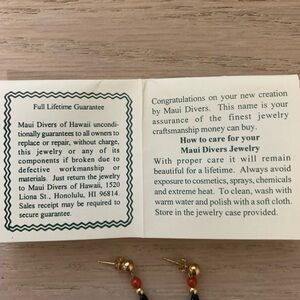 Full Lifetime Guarantee
Maui Divers of Hawaii uncondi-
tionally guarantees to all owners to
replace or repair, without charge,
this jewelry or any of its
components if broken due to
defective workmanship or
materials. Just return the jewelry
to Maui Divers of Hawaii, 1520
Liona St., Honolulu, HI 96814.
Sales receipt may be required to
secure guarantee.
Congratulations on your new creation
by Maui Divers. This name is your
assurance of the finest jewelry
craftsmanship money can buy.
How to care for your
Maui Divers Jewelry
With proper care it will remain
beautiful for a lifetime. Always avoid
exposure to cosmetics, sprays, chemicals
and extreme heat. To clean, wash with
warm water and polish with a soft cloth.
Store in the jewelry case provided.